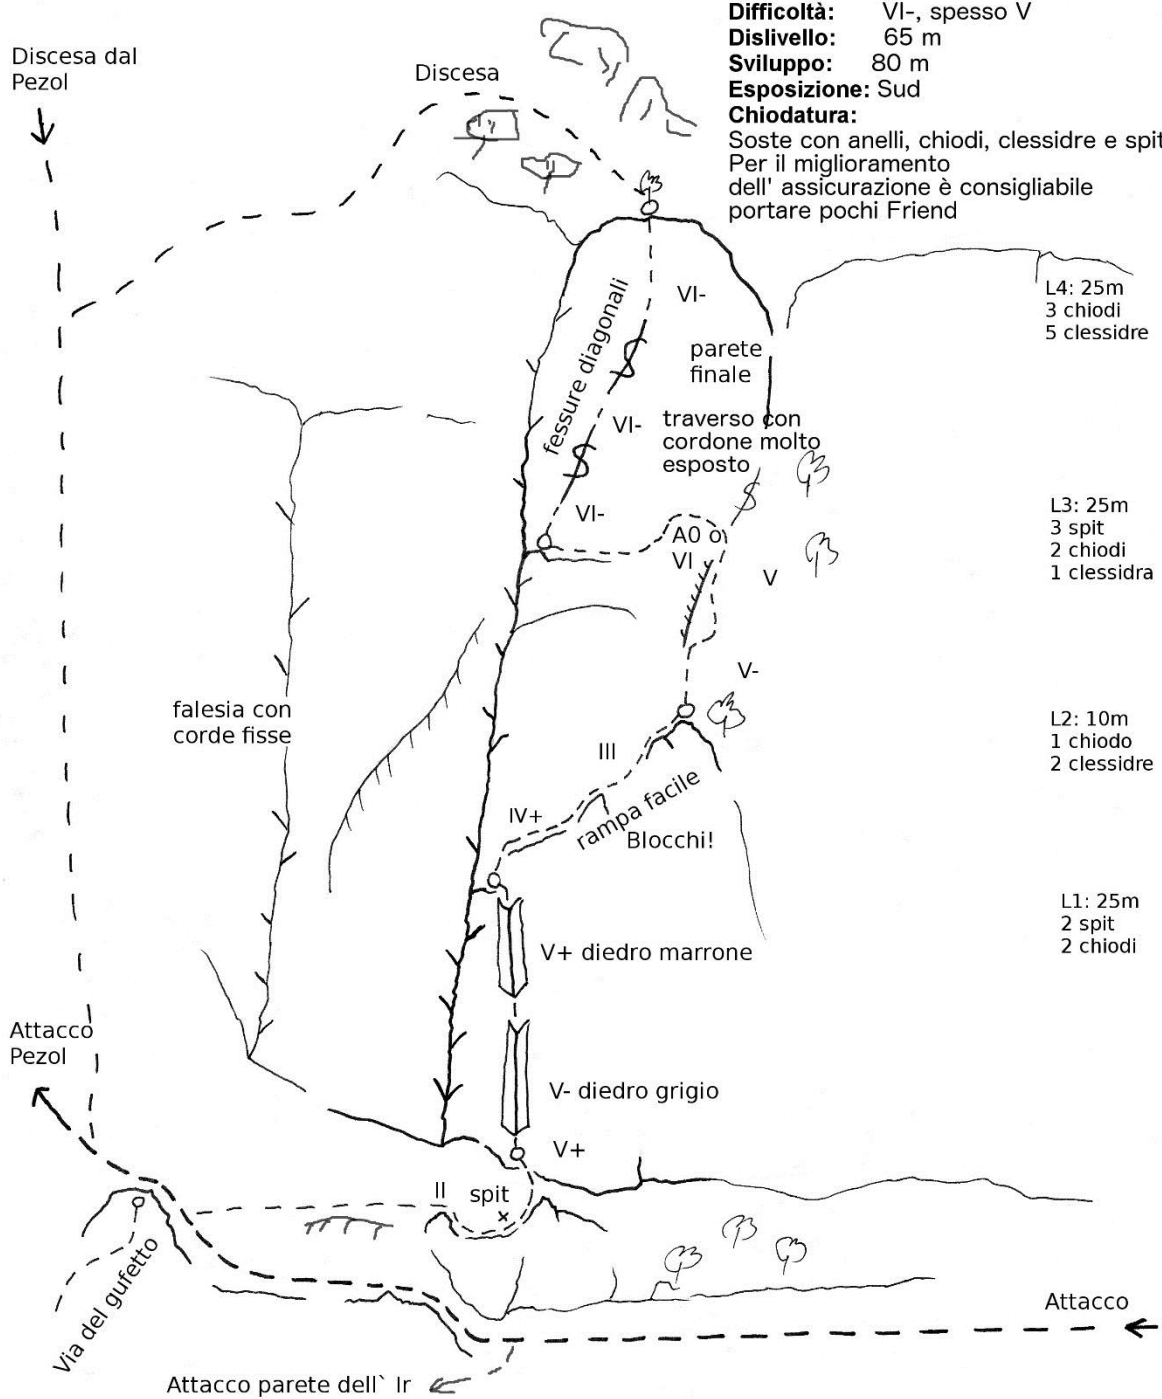 Difficoltà: VI-, spesso V
Dislivello: 65 m
Sviluppo: 80 m
Esposizione: Sud
Chiodatura:
Soste con anelli, chiodi, clessidre e spit
Per il miglioramento
dell' assicurazione è consigliabile
portare pochi Friend
Discesa dal
Pezol
Discesa
VI-
fessure diagonali
parete
finale
VI-
traverso con
cordone molto
esposto
VI-
A0 o
VI
V
V-
L4: 25m
3 chiodi
5 clessidre
L3: 25m
3 spit
2 chiodi
1 clessidra
falesia con
corde fisse
III
IV+
rampa facile
Blocchi!
L2: 10m
1 chiodo
2 clessidre
V+ diedro marrone
L1: 25m
2 spit
2 chiodi
Attacco
Pezol
V- diedro grigio
V+
II
spit
Via del gufetto
Attacco
Attacco parete dell` Ir